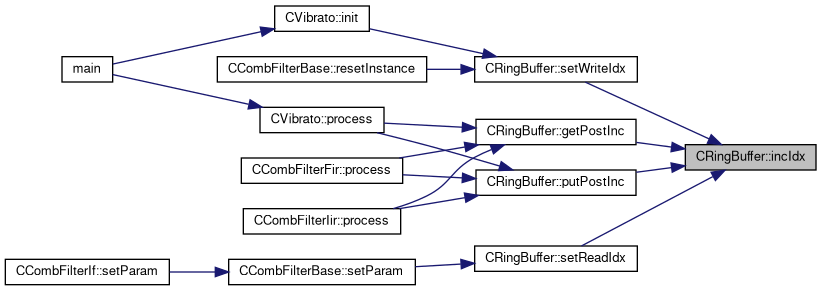 CVibrato::init
main
CCombFilterBase::resetInstance
CRingBuffer::setWriteIdx
CVibrato::process
CRingBuffer::getPostInc
CRingBuffer::incIdx
CCombFilterFir::process
CRingBuffer::putPostInc
CCombFilterIir::process
CRingBuffer::setReadIdx
CCombFilterIf::setParam
CCombFilterBase::setParam